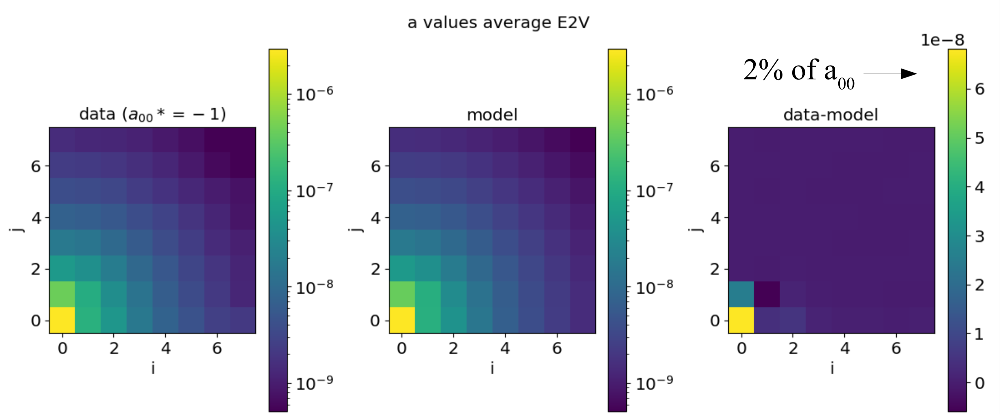 a values average E2V
1e−8
2% of a₀₀
data (a₀₀ * = − 1)
model
data-model
10⁻⁶
10⁻⁷
10⁻⁸
10⁻⁹
10⁻⁶
10⁻⁷
10⁻⁸
10⁻⁹
6
5
4
3
2
1
0
6
4
2
0
j
0 2 4 6
i
6
4
2
0
j
0 2 4 6
i
6
4
2
0
j
0 2 4 6
i